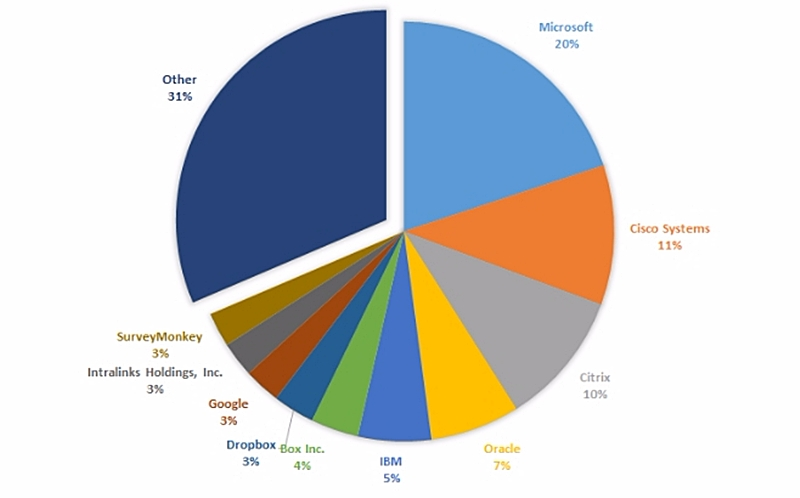 Microsoft
20%
Other
31%
Cisco Systems
11%
SurveyMonkey
3%
Intralinks Holdings, Inc.
3%
Citrix
10%
Google
3%
Dropbox
3%
Box Inc.
4%
IBM
5%
Oracle
7%